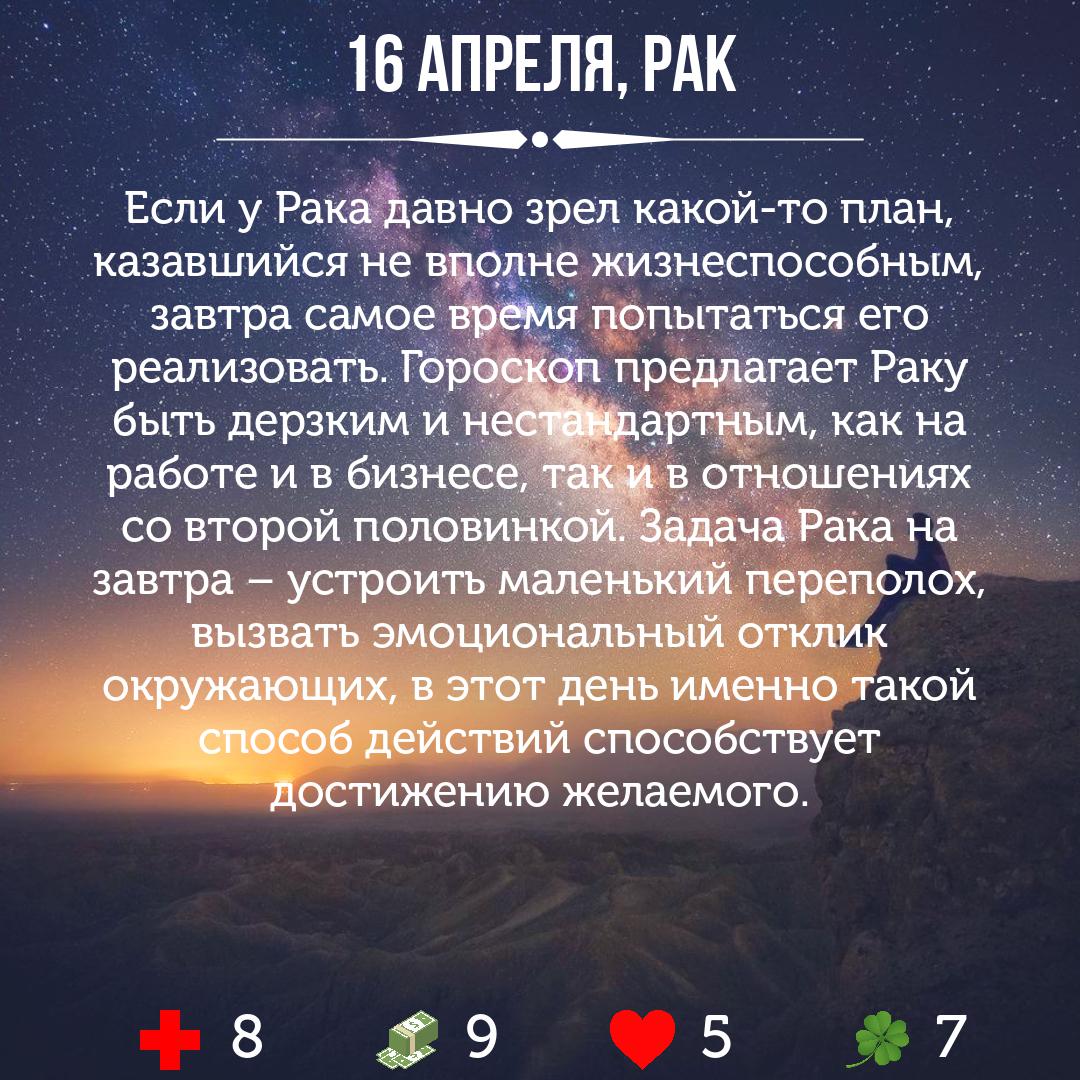 16 АПРЕЛЯ, РАК
Если у Рака давно зрел какой-то план,
казавшийся не вполне жизнеспособным,
завтра самое время попытаться его
реализовать. Гороскоп предлагает Раку
быть дерзким и нестандартным, как на
работе и в бизнесе, так и в отношениях
со второй половинкой. Задача Рака на
завтра – устроить маленький переполох,
вызвать эмоциональный отклик
окружающих, в этот день именно такой
способ действий способствует
достижению желаемого.
8 9 5 7